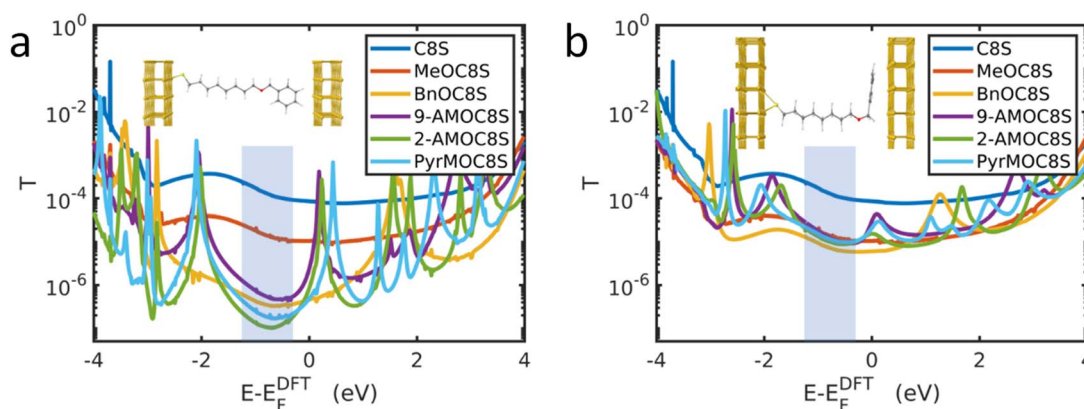 a
10^0
10^-2
10^-4
10^-6
T
C8S
MeOC8S
BnOC8S
9-AMOC8S
2-AMOC8S
PyrMOC8S
-4 -2 0 2 4
E-E_F^DFT (eV)
b
10^0
10^-2
10^-4
10^-6
T
C8S
MeOC8S
BnOC8S
9-AMOC8S
2-AMOC8S
PyrMOC8S
-4 -2 0 2 4
E-E_F^DFT (eV)